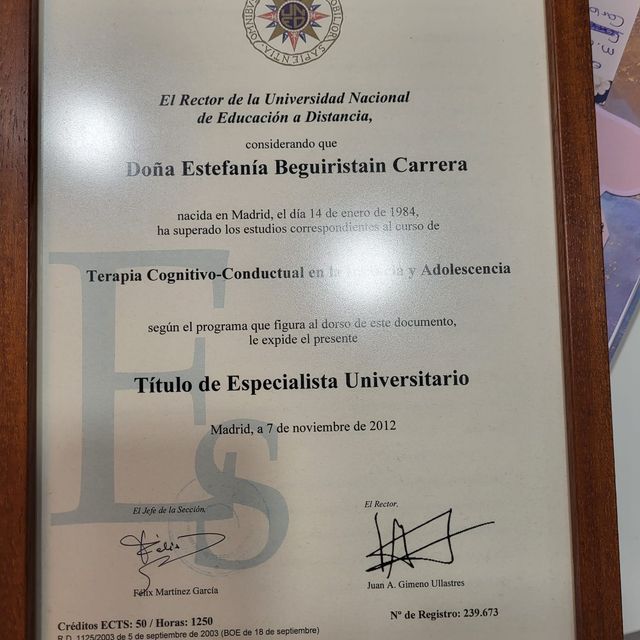 OMNIBVS
MOBILIOR
SAPIENTIA
El Rector de la Universidad Nacional
de Educación a Distancia,
considerando que
Doña Estefanía Beguiristain Carrera
nacida en Madrid, el día 14 de enero de 1984,
ha superado los estudios correspondientes al curso de
Terapia Cognitivo-Conductual en la y Adolescencia
según el programa que figura al dorso de este documento,
le expide el presente
Título de Especialista Universitario
Madrid, a 7 de noviembre de 2012
El Jefe de la Sección,
El Rector,
Félix Martínez García
Juan A. Gimeno Ullastres
Créditos ECTS: 50 / Horas: 1250
Nº de Registro: 239.673
R.D. 1125/2003 de 5 de septiembre de 2003 (BOE de 18 de septiembre)